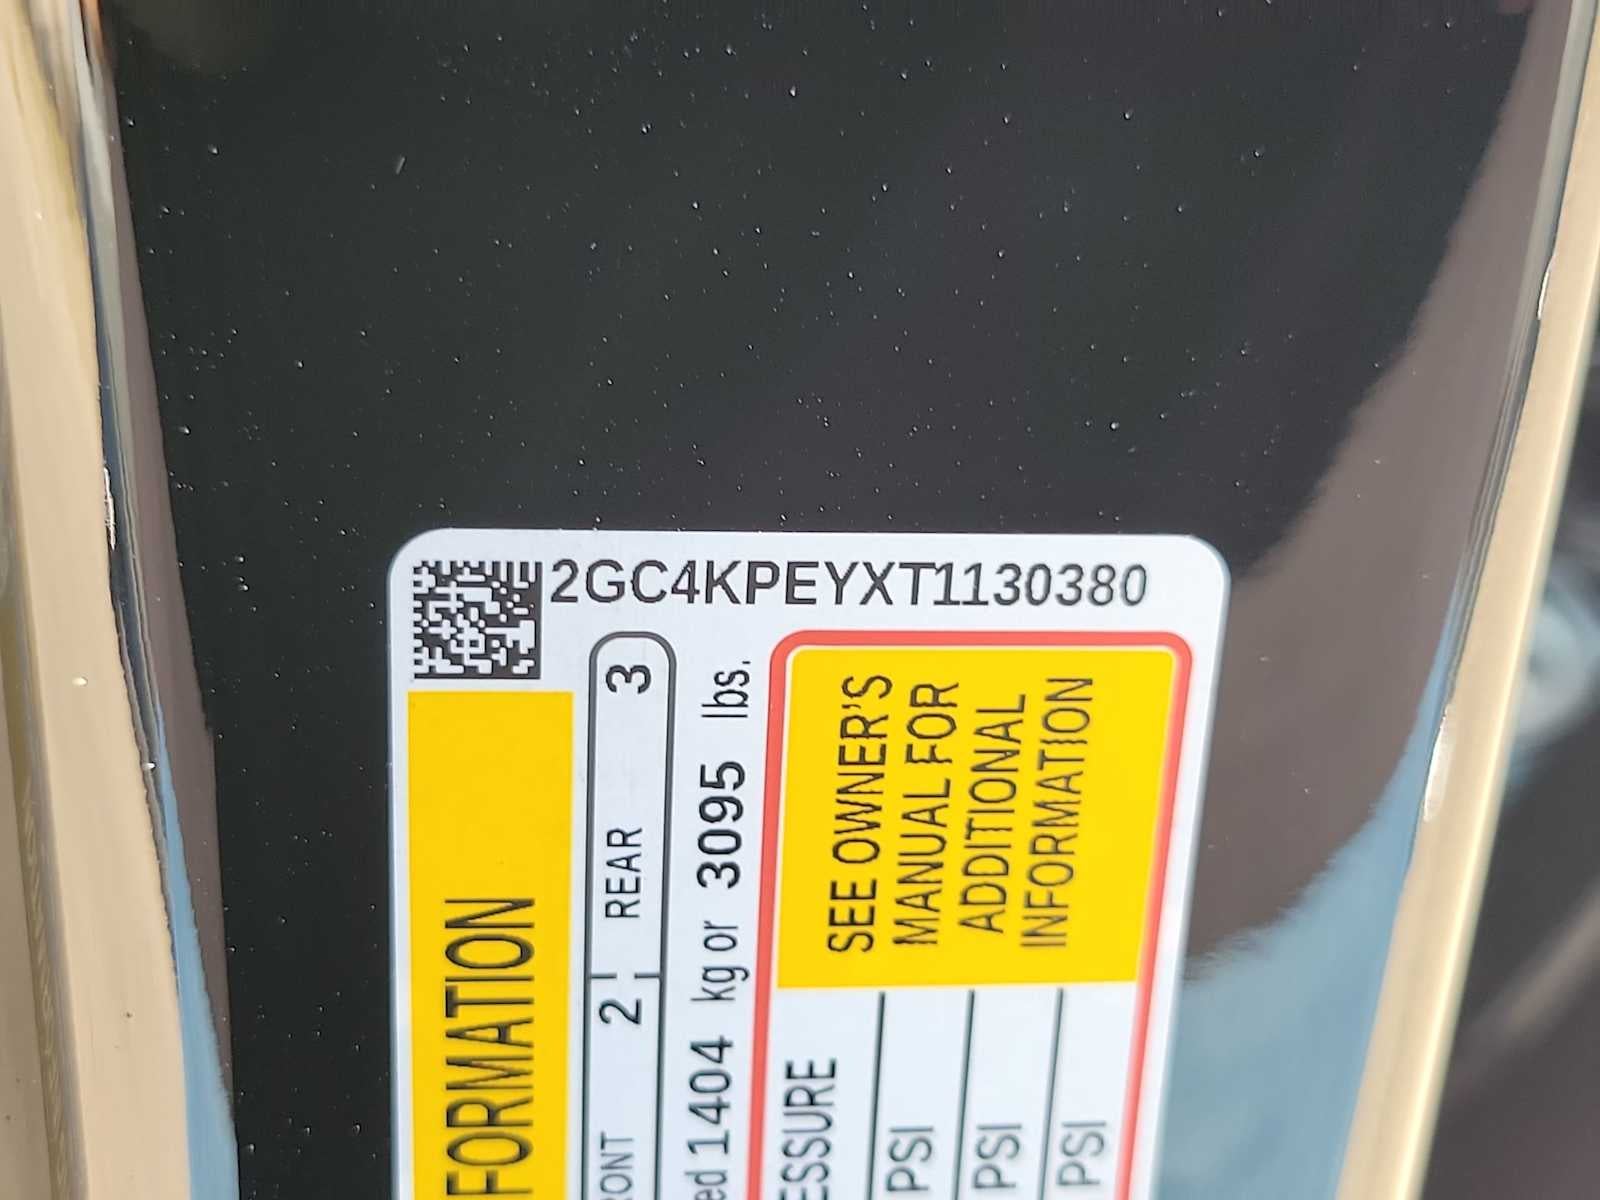 2GC4KPEYXT1130380
FORMATION
RONT 2 REAR 3
ed 1404 kg or 3095 lbs.
ESSURE
PSI
PSI
PSI
SEE OWNER'S
MANUAL FOR
ADDITIONAL
INFORMATION